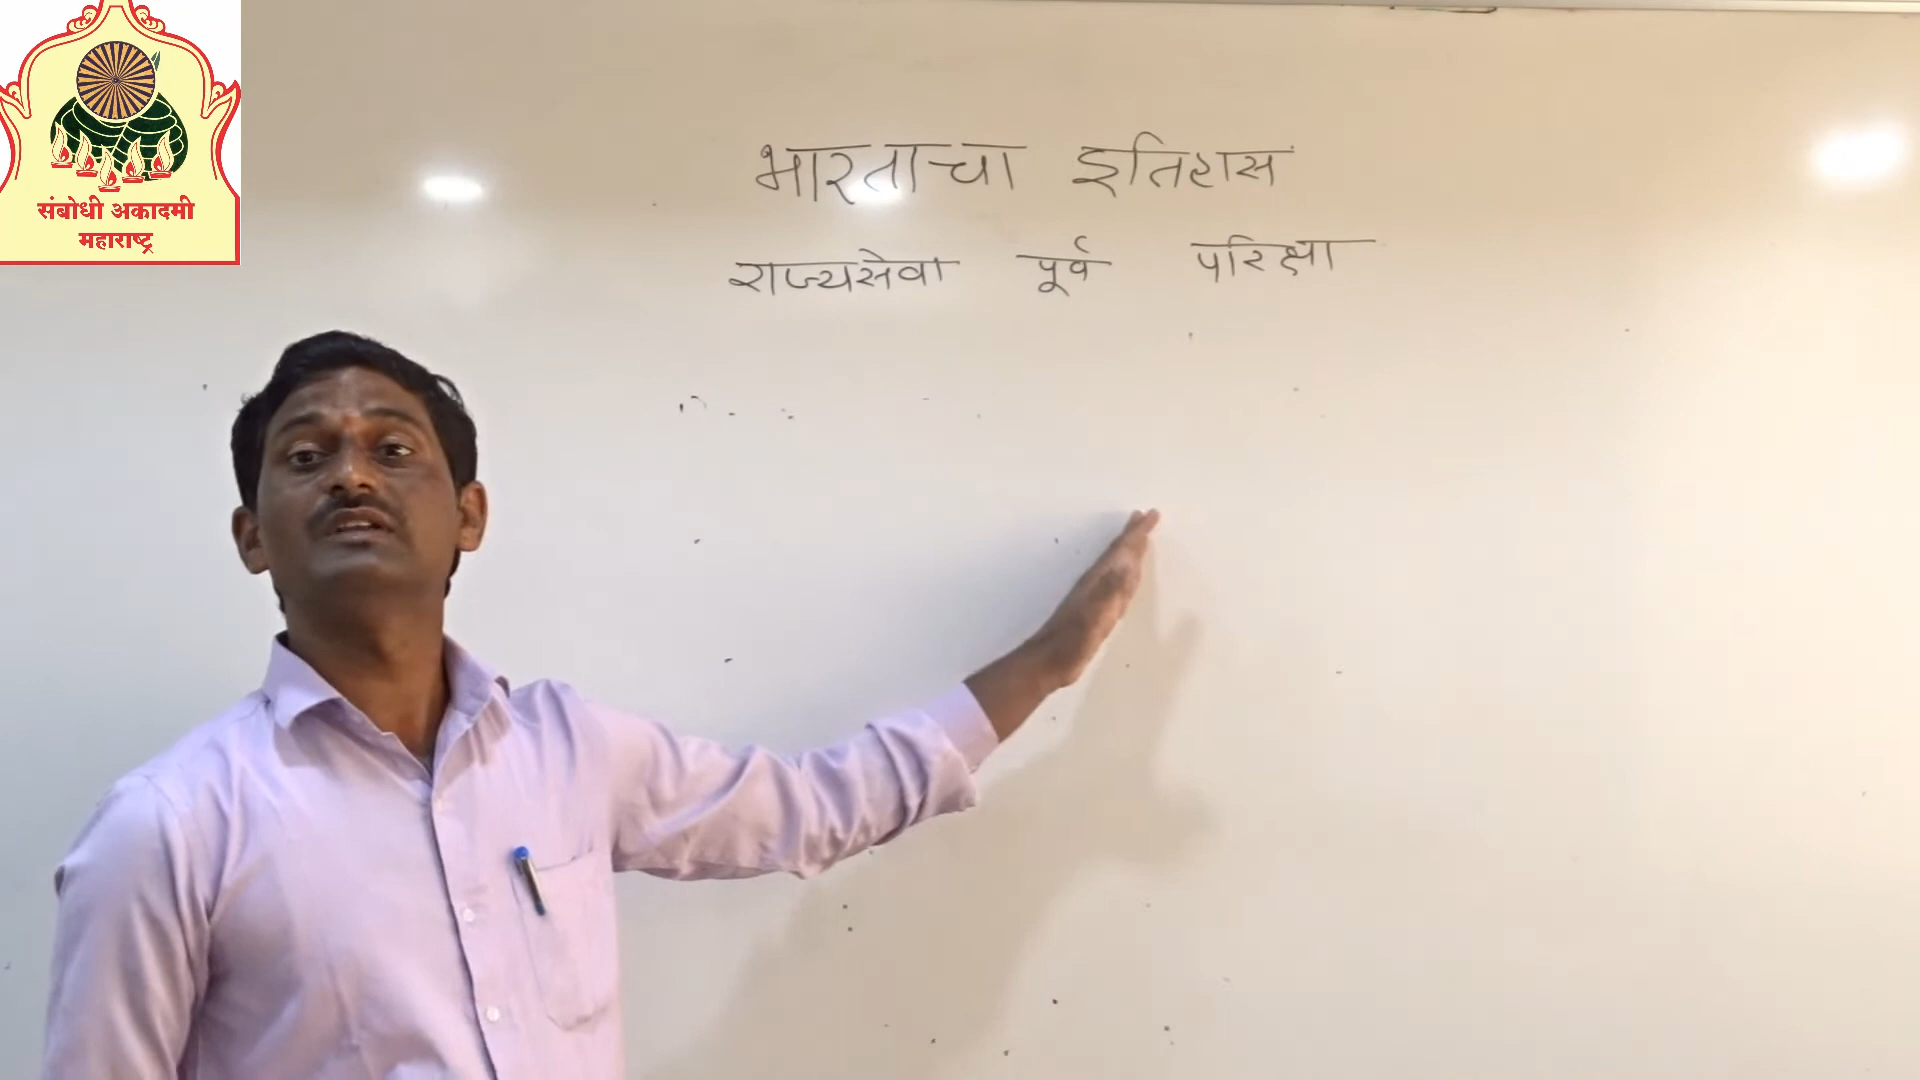 संबोधी अकादमी
महाराष्ट्र
भारताचा इतिहास
राज्यसेवा पूर्व परिक्षा